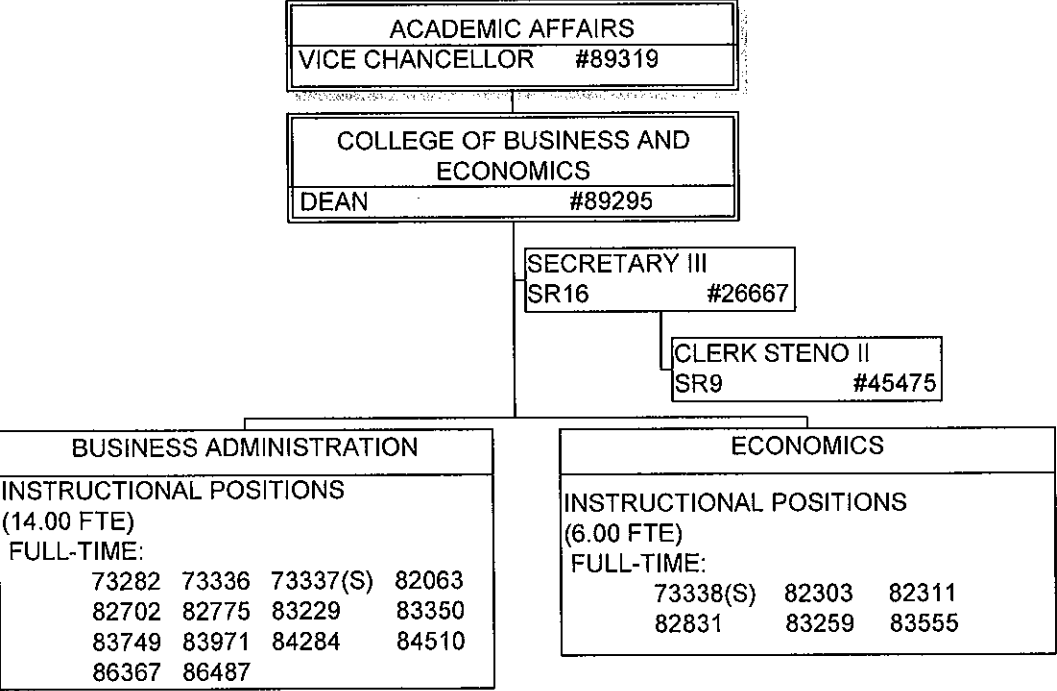 ACADEMIC AFFAIRS
VICE CHANCELLOR #89319
COLLEGE OF BUSINESS AND
ECONOMICS
DEAN #89295
SECRETARY III
SR16 #26667
CLERK STENO II
SR9 #45475
BUSINESS ADMINISTRATION
INSTRUCTIONAL POSITIONS
(14.00 FTE)
FULL-TIME:
73282 73336 73337(S) 82063
82702 82775 83229 83350
83749 83971 84284 84510
86367 86487
ECONOMICS
INSTRUCTIONAL POSITIONS
(6.00 FTE)
FULL-TIME:
73338(S) 82303 82311
82831 83259 83555